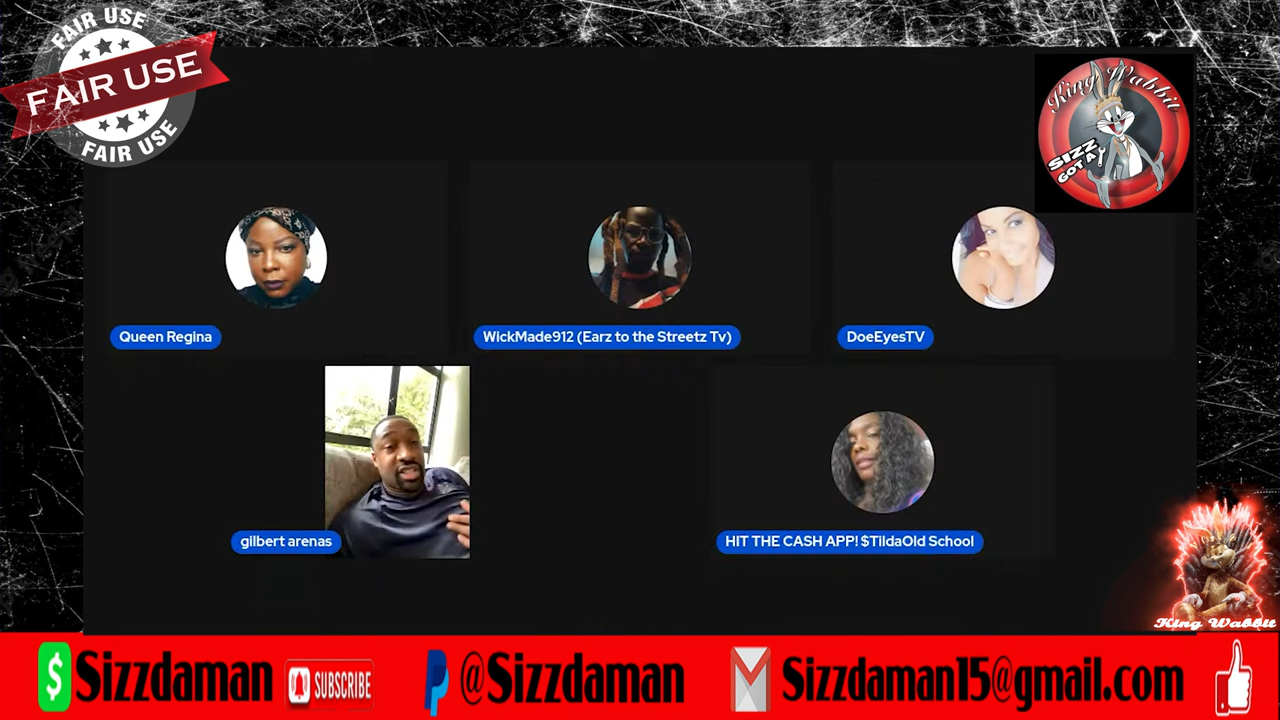 FAIR USE
FAIR USE
FAIR USE
King Wabbit
SIZZ
GOT A
Queen Regina
WickMade912 (Earz to the Streetz Tv)
DoeEyesTV
gilbert arenas
HIT THE CASH APP! $TildaOld School
King Wabbit
$ Sizzdaman
SUBSCRIBE
@Sizzdaman
Sizzdaman15@gmail.com